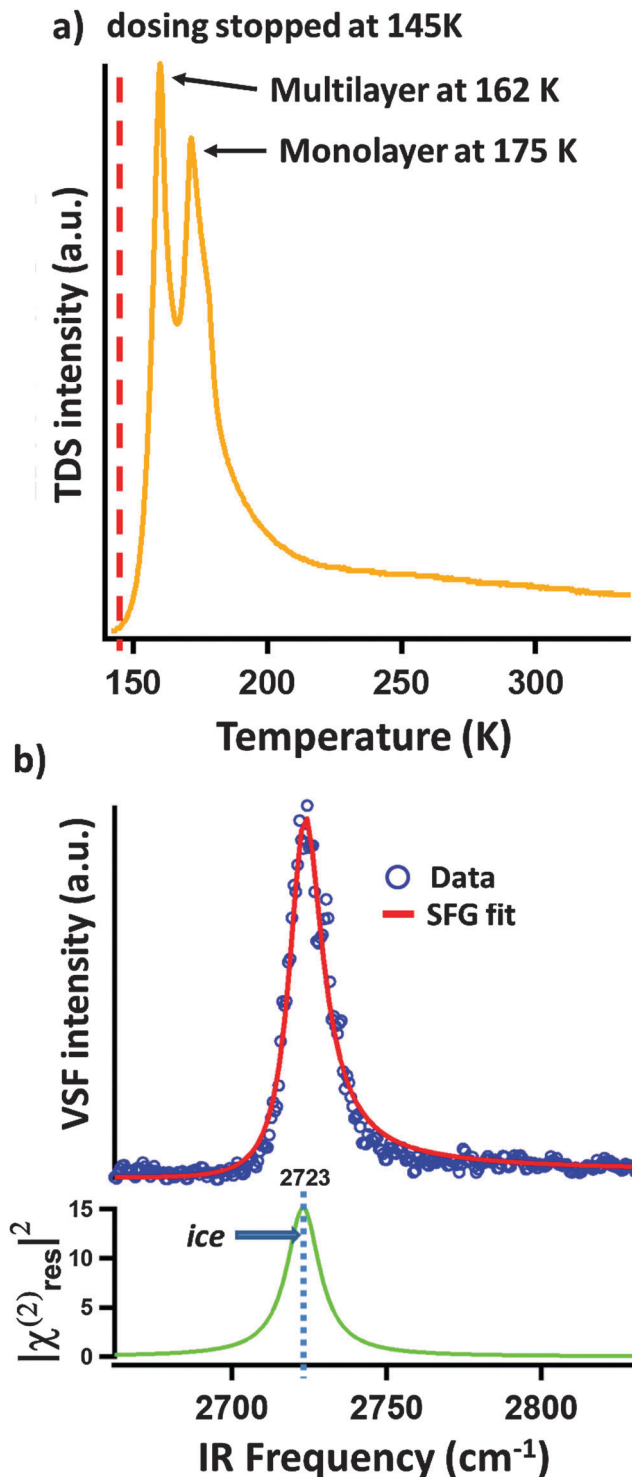 a) dosing stopped at 145K
Multilayer at 162 K
Monolayer at 175 K
TDS intensity (a.u.)
150 200 250 300
Temperature (K)
b)
Data
SFG fit
VSF intensity (a.u.)
2723
15
10
5
0
ice
|χ(2)res|2
2700 2750 2800
IR Frequency (cm-1)